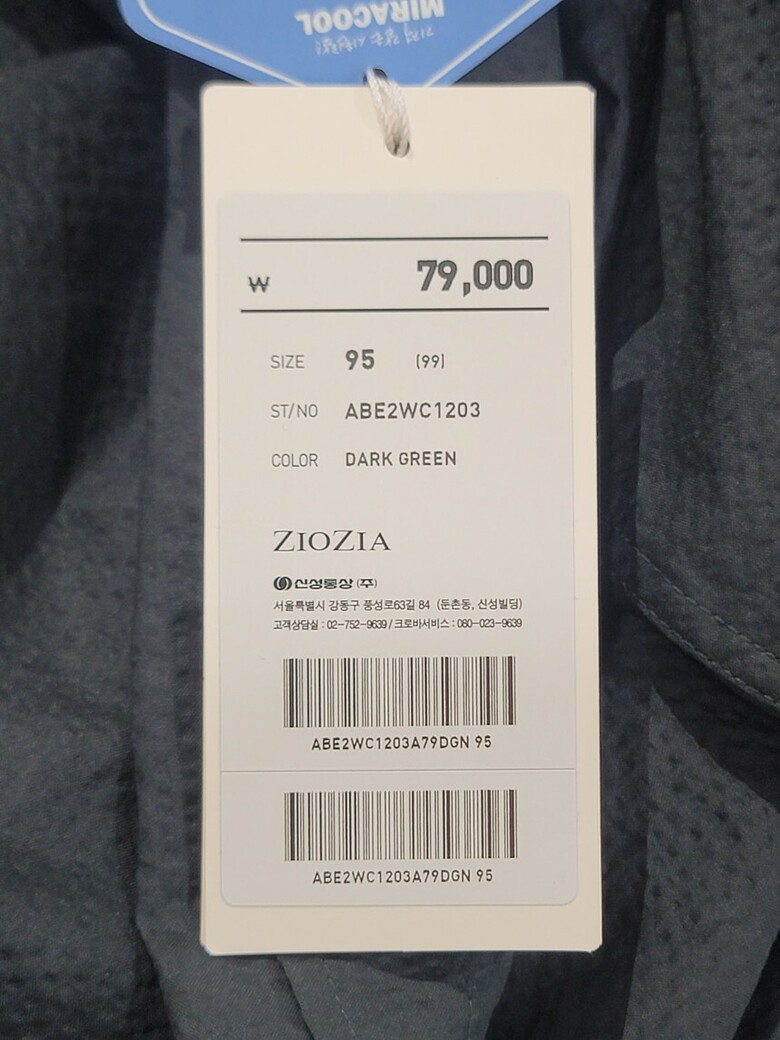 MIRACOOL
₩ 79,000
SIZE 95 (99)
ST/NO ABE2WC1203
COLOR DARK GREEN
ZIOZIA
신성통상 (주)
서울특별시 강동구 풍성로63길 84 (둔촌동, 신성빌딩)
고객상담실 : 02-752-9639 / 크로바서비스 : 080-023-9639
ABE2WC1203A79DGN 95
ABE2WC1203A79DGN 95